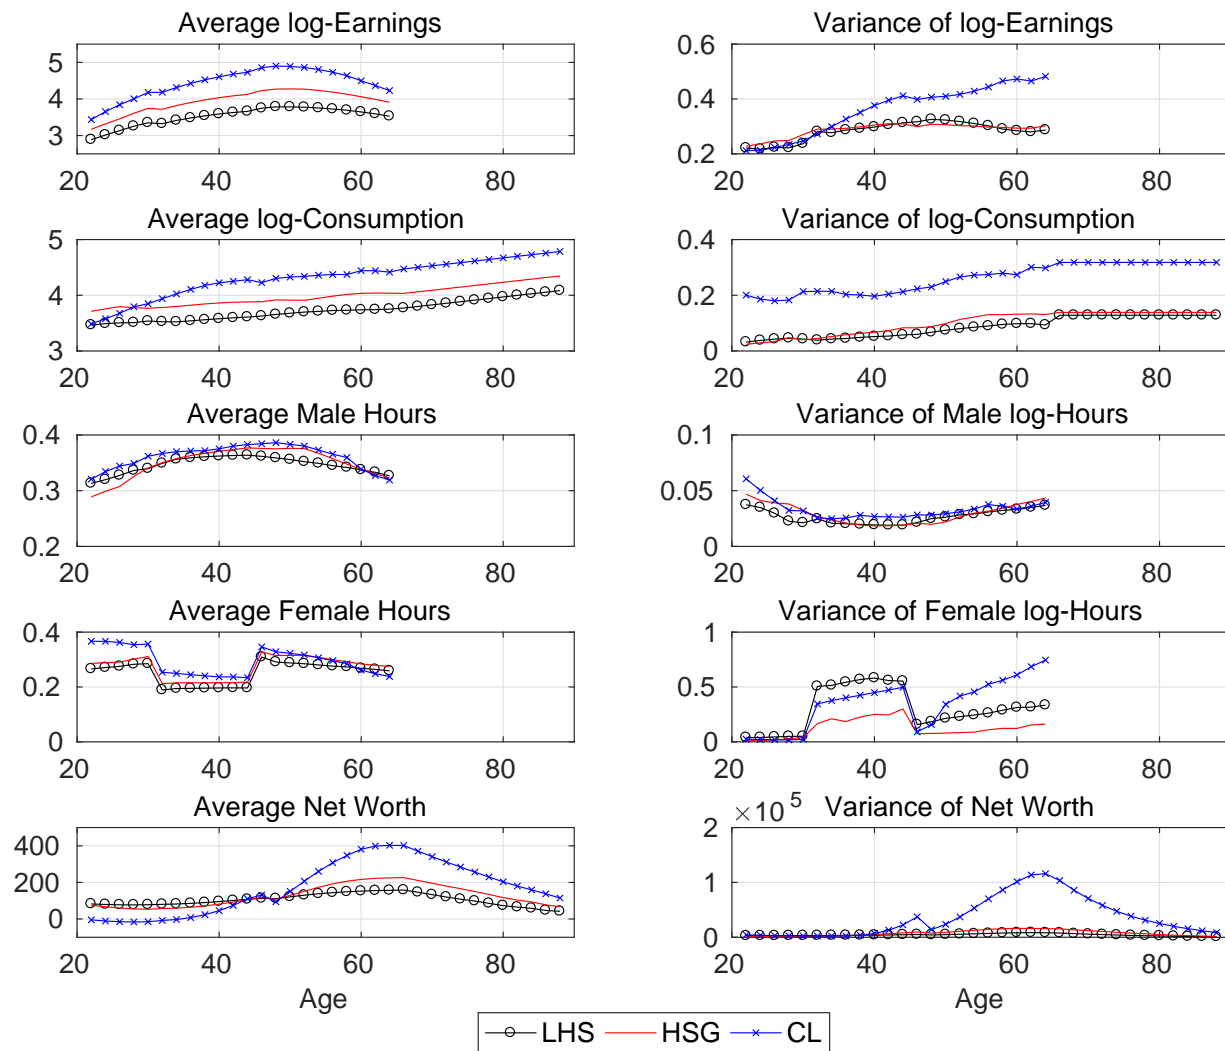 Average log-Earnings
5
4
3
20 40 60 80
Variance of log-Earnings
0.6
0.4
0.2
20 40 60 80
Average log-Consumption
5
4
3
20 40 60 80
Variance of log-Consumption
0.4
0.2
0
20 40 60 80
Average Male Hours
0.4
0.3
0.2
20 40 60 80
Variance of Male log-Hours
0.1
0.05
0
20 40 60 80
Average Female Hours
0.4
0.2
0
20 40 60 80
Variance of Female log-Hours
1
0.5
0
20 40 60 80
Average Net Worth
400
200
0
20 40 60 80
Age
×10^5 Variance of Net Worth
2
1
0
20 40 60 80
Age
LHS HSG CL